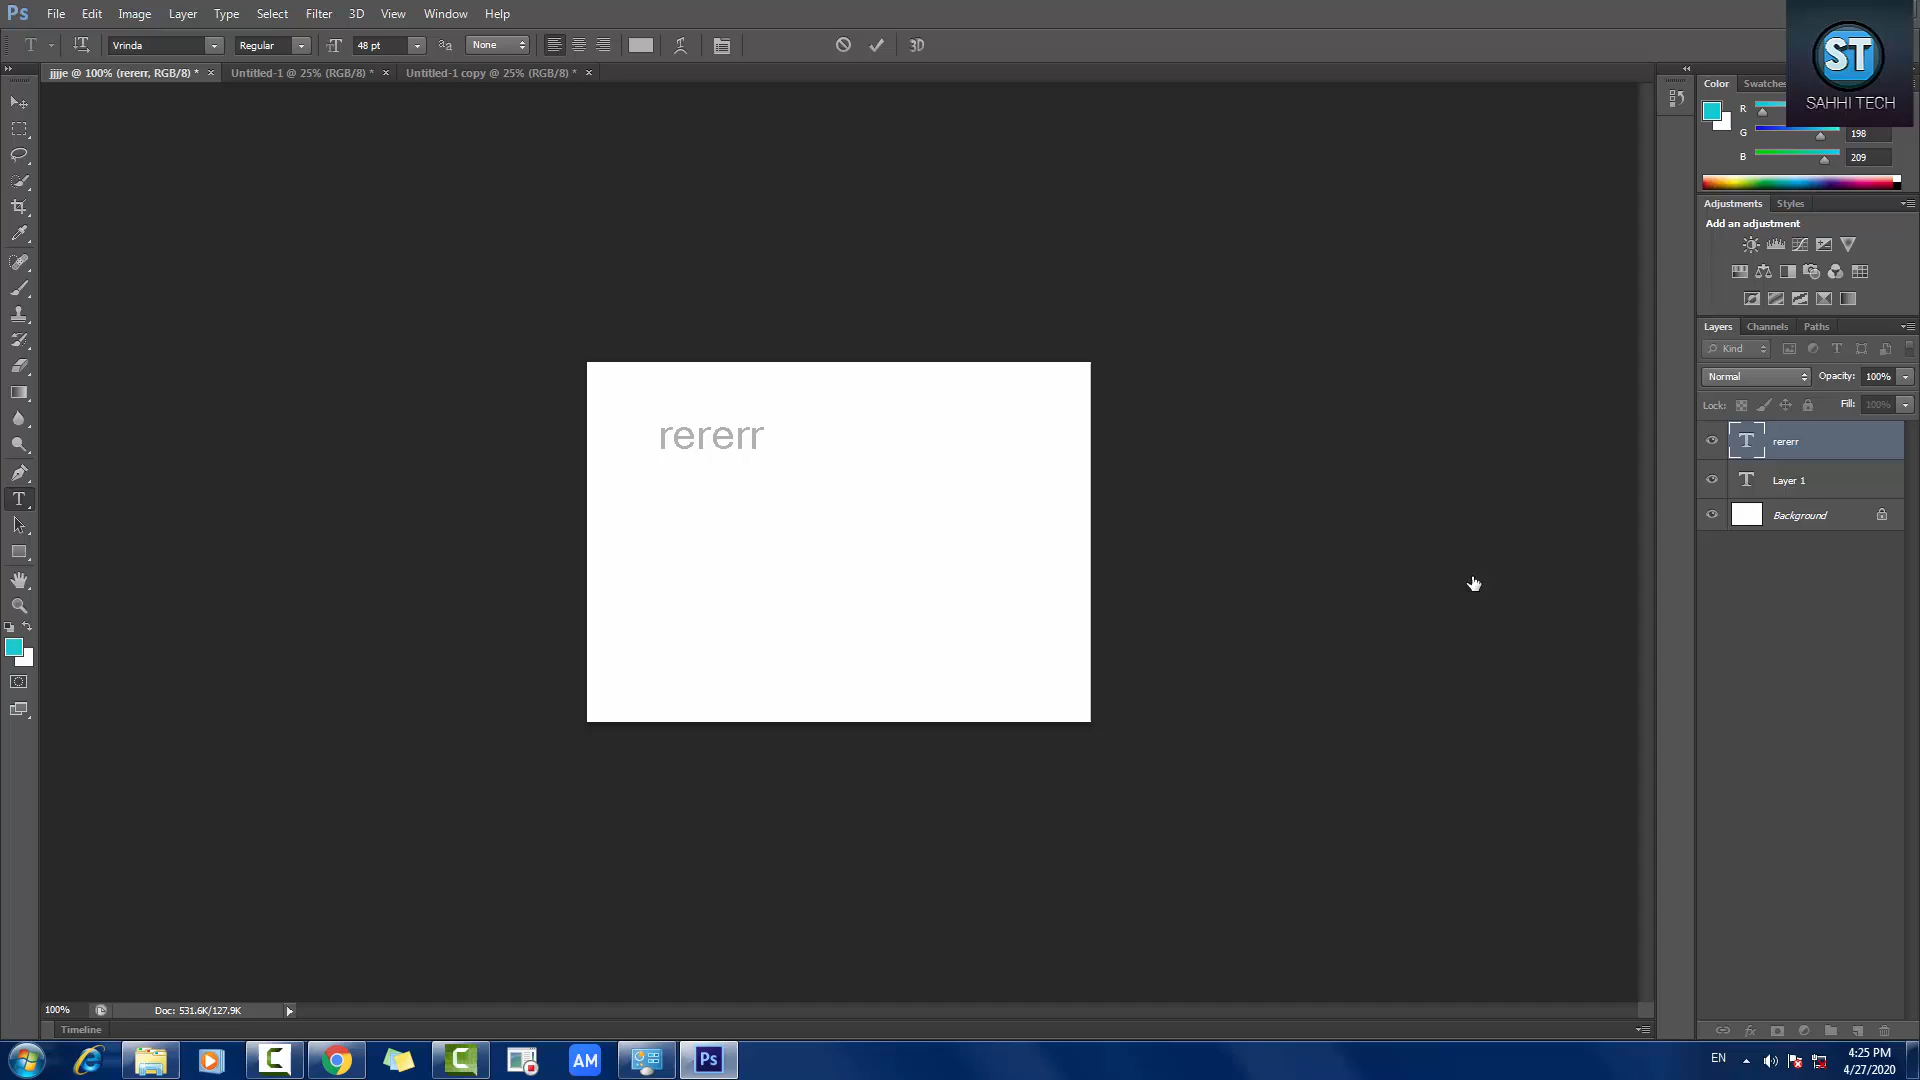 Ps File Edit Image Layer Type Select Filter 3D View Window Help
T Vrinda Regular 48 pt None 3D
jjjje @ 100% (rererr, RGB/8) * × Untitled-1 @ 25% (RGB/8) * × Untitled-1 copy @ 25% (RGB/8) * ×
ST
SAHHI TECH
Color Swatches
R
G 198
B 209
Adjustments Styles
Add an adjustment
Layers Channels Paths
Kind
Normal Opacity: 100%
Lock: Fill: 100%
T rererr
T Layer 1
Background
rererr
100% Doc: 531.6K/127.9K
Timeline
AM
Ps
EN
4:25 PM
4/27/2020